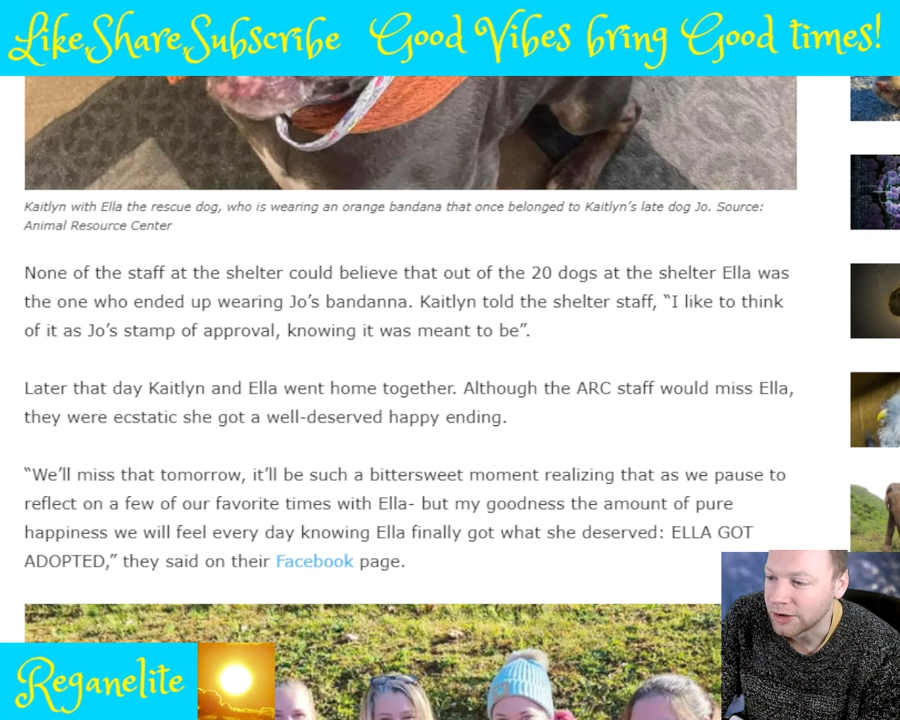 Like,Share,Subscribe Good Vibes bring Good times!
Kaitlyn with Ella the rescue dog, who is wearing an orange bandana that once belonged to Kaitlyn’s late dog Jo. Source:
Animal Resource Center
None of the staff at the shelter could believe that out of the 20 dogs at the shelter Ella was
the one who ended up wearing Jo’s bandanna. Kaitlyn told the shelter staff, “I like to think
of it as Jo’s stamp of approval, knowing it was meant to be”.
Later that day Kaitlyn and Ella went home together. Although the ARC staff would miss Ella,
they were ecstatic she got a well-deserved happy ending.
“We’ll miss that tomorrow, it’ll be such a bittersweet moment realizing that as we pause to
reflect on a few of our favorite times with Ella- but my goodness the amount of pure
happiness we will feel every day knowing Ella finally got what she deserved: ELLA GOT
ADOPTED,” they said on their Facebook page.
Reganelite